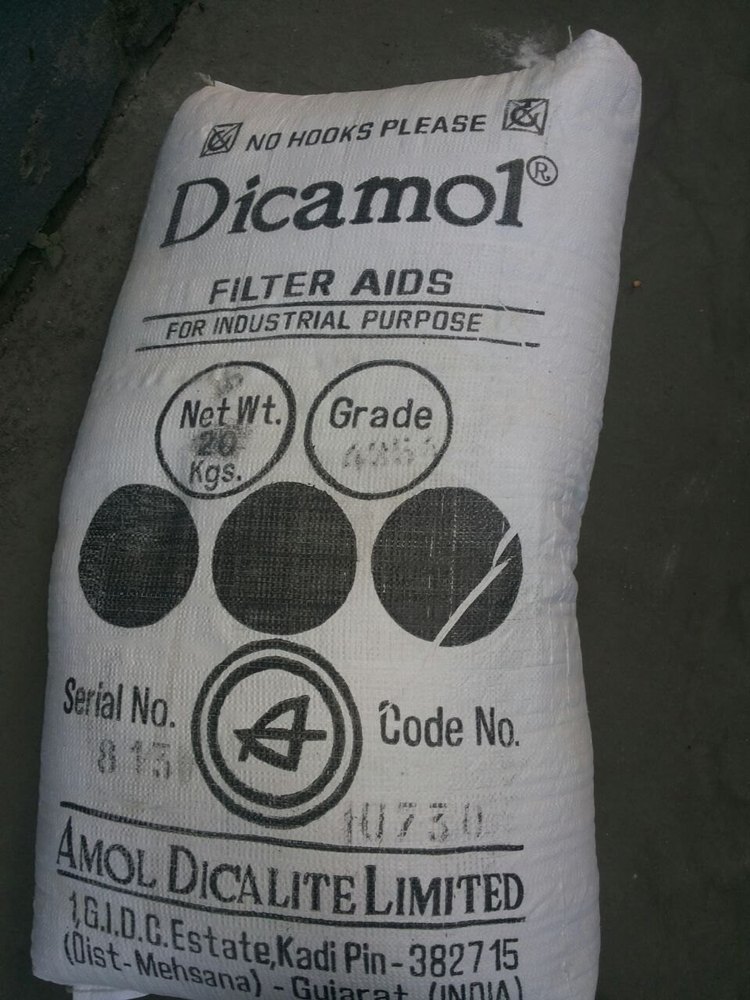 NO HOOKS PLEASE
Dicamol®
FILTER AIDS
FOR INDUSTRIAL PURPOSE
Net Wt.
20
Kgs.
Grade
Serial No.
813
Code No.
10730
AMOL DICALITE LIMITED
1,G.I.D.C.Estate,Kadi Pin-382715
(Dist-Mehsana) - Gujarat (INDIA)